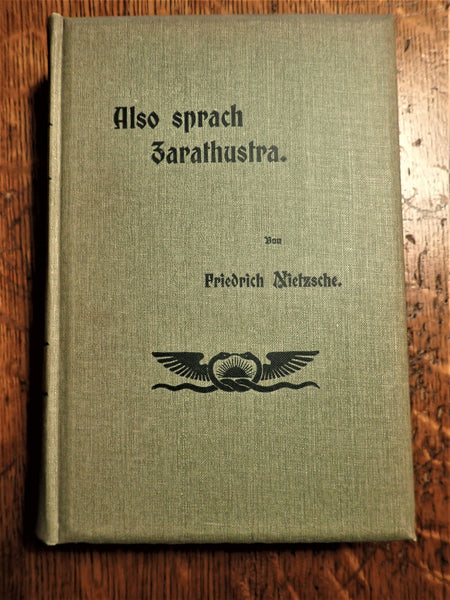 Also sprach
Zarathustra.
Von
Friedrich Nietzsche.